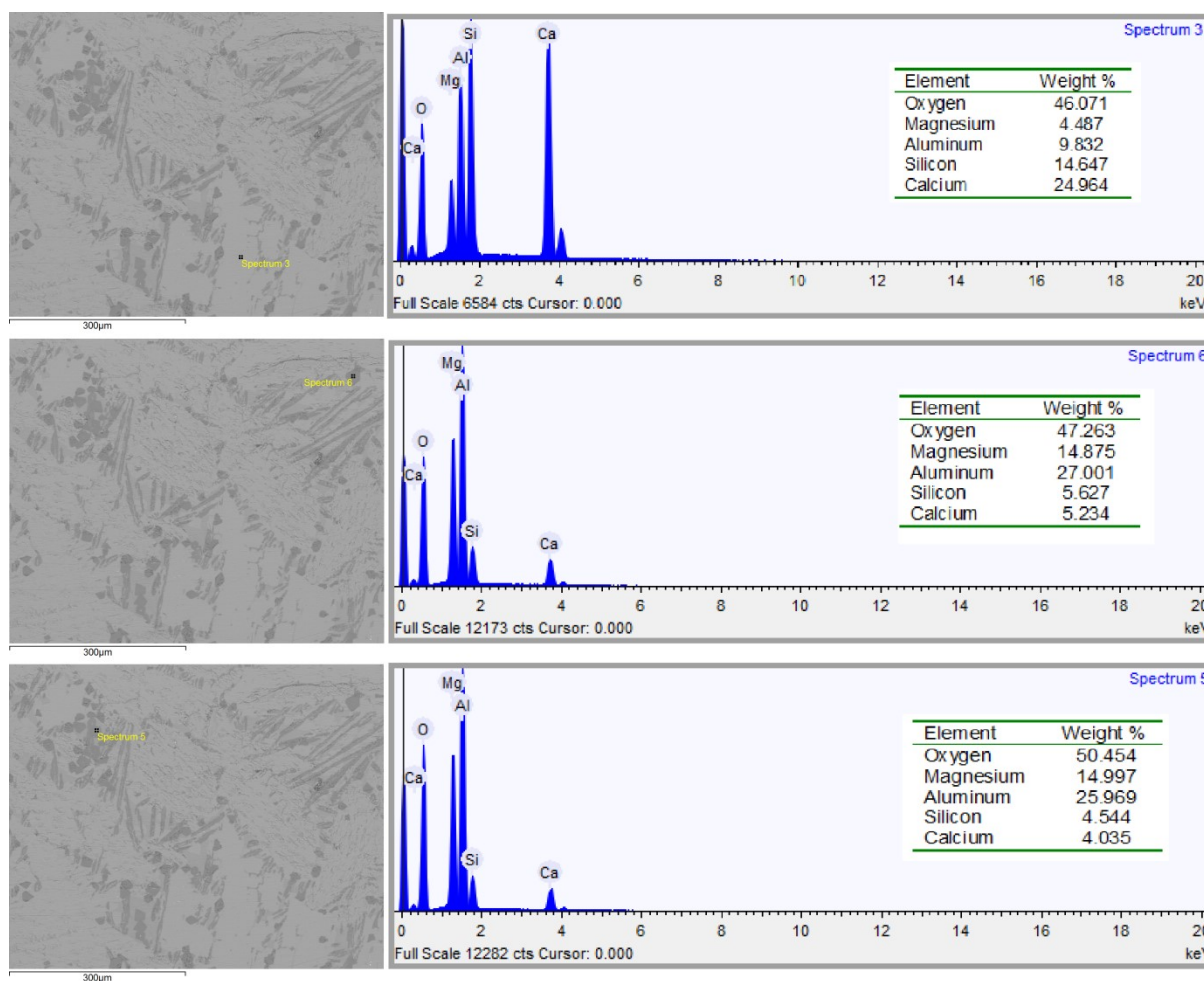 Spectrum 3
300μm
Spectrum 3
Si
Ca
Al
Mg
O
Ca
Element Weight %
Oxygen 46.071
Magnesium 4.487
Aluminum 9.832
Silicon 14.647
Calcium 24.964
0 2 4 6 8 10 12 14 16 18 20
Full Scale 6584 cts Cursor: 0.000 keV
Spectrum 6
300μm
Spectrum 6
Mg
Al
O
Ca
Si
Ca
Element Weight %
Oxygen 47.263
Magnesium 14.875
Aluminum 27.001
Silicon 5.627
Calcium 5.234
0 2 4 6 8 10 12 14 16 18 20
Full Scale 12173 cts Cursor: 0.000 keV
Spectrum 5
300μm
Spectrum 5
Mg
Al
O
Ca
Si
Ca
Element Weight %
Oxygen 50.454
Magnesium 14.997
Aluminum 25.969
Silicon 4.544
Calcium 4.035
0 2 4 6 8 10 12 14 16 18 20
Full Scale 12282 cts Cursor: 0.000 keV